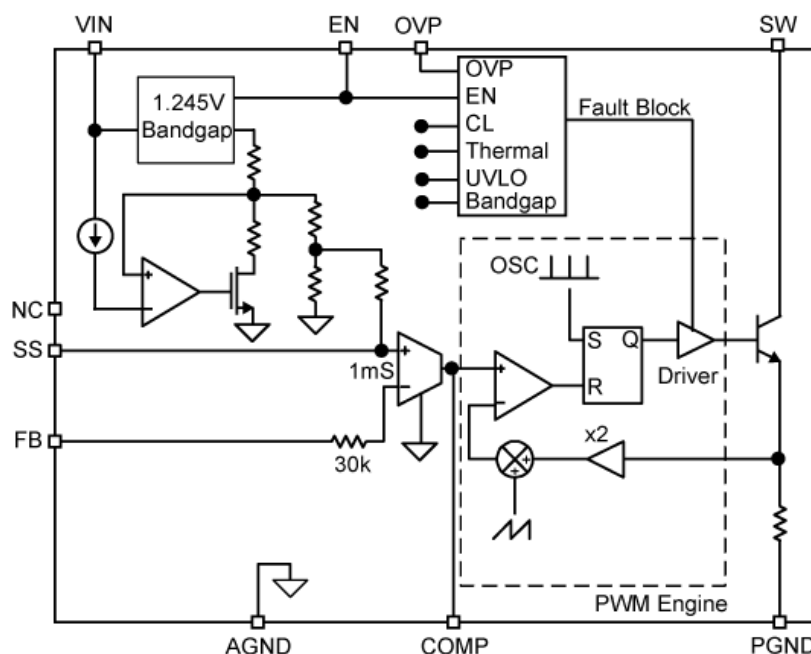 VIN EN OVP SW
1.245V
Bandgap
OVP
EN
CL
Thermal
UVLO
Bandgap
Fault Block
+
−
NC
SS
FB
1mS
+
−
30k
OSC
+
−
S Q
R
Driver
x2
+
+
PWM Engine
AGND COMP PGND